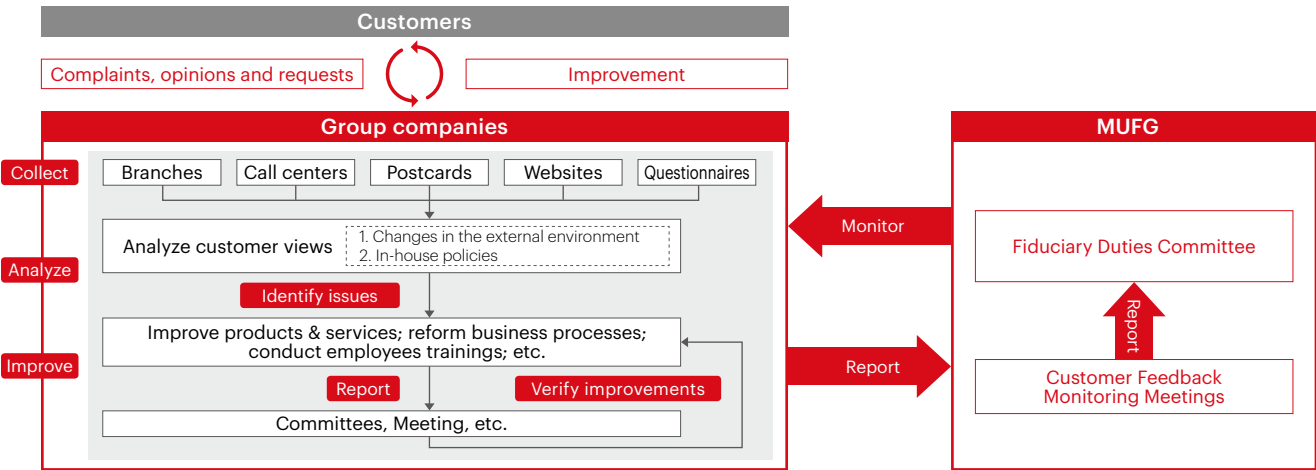 Customers
Complaints, opinions and requests
Improvement
Group companies
MUFG
Collect
Branches
Call centers
Postcards
Websites
Questionnaires
Analyze
Analyze customer views
1. Changes in the external environment
2. In-house policies
Monitor
Fiduciary Duties Committee
Identify issues
Improve
Improve products & services; reform business processes;
conduct employees trainings; etc.
Report
Verify improvements
Committees, Meeting, etc.
Report
Report
Customer Feedback
Monitoring Meetings